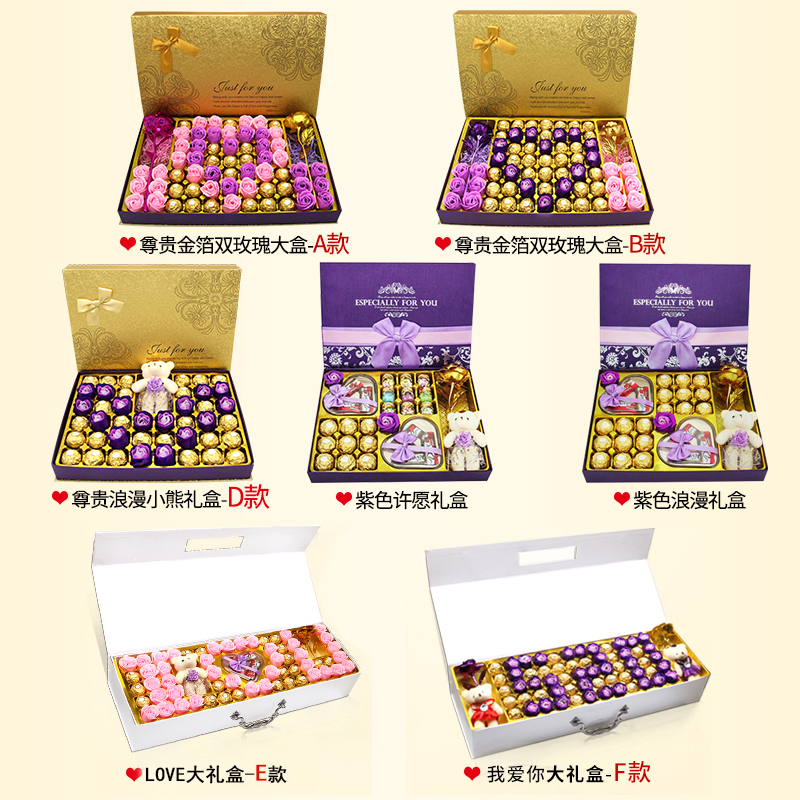 Just for you
Just for you
❤尊贵金箔双玫瑰大盒-A款
❤尊贵金箔双玫瑰大盒-B款
Just for you
ESPECIALLY FOR YOU
ESPECIALLY FOR YOU
❤尊贵浪漫小熊礼盒-D款
❤紫色许愿礼盒
❤紫色浪漫礼盒
❤LOVE大礼盒-E款
❤我爱你大礼盒-F款